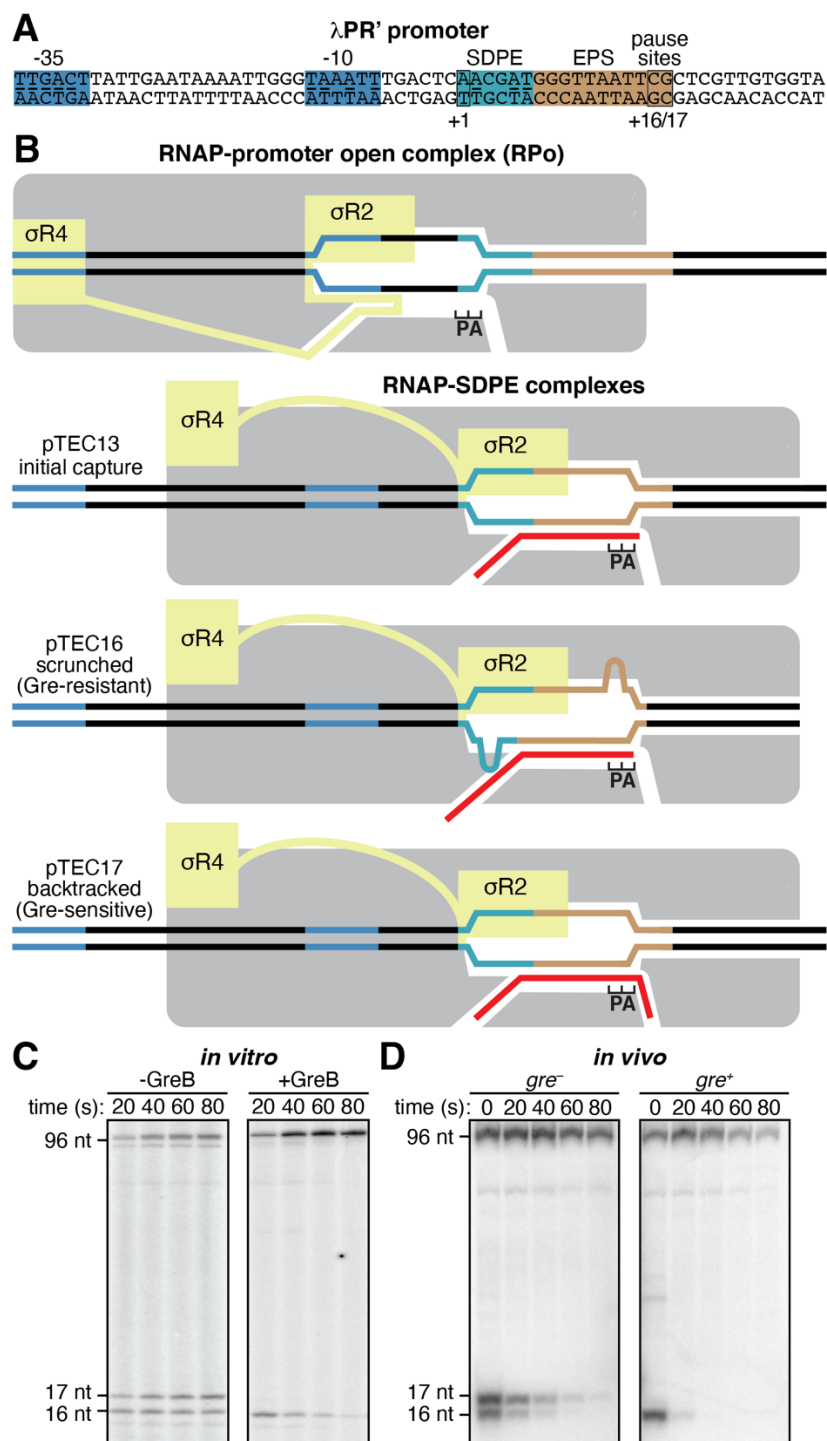 A
λPR' promoter
-35 -10 SDPE EPS pause sites
TTGACTTATTGAATAAAATTGGGTAAATTTGACTCAACGATGGGTTAATTCGCTCGTTGTGGTA
AACTGAATAACTTATTTTAACCCATTTAAACTGAGTTGCTACCCAATTAAGCGAGCAACACCAT
+1 +16/17
B
RNAP-promoter open complex (RPo)
σR4
σR2
PA
RNAP-SDPE complexes
pTEC13
initial capture
σR4
σR2
PA
pTEC16
scrunched
(Gre-resistant)
σR4
σR2
PA
pTEC17
backtracked
(Gre-sensitive)
σR4
σR2
PA
C
in vitro
-GreB +GreB
time (s): 20 40 60 80 20 40 60 80
96 nt
17 nt
16 nt
D
in vivo
gre– gre+
time (s): 0 20 40 60 80 0 20 40 60 80
96 nt
17 nt
16 nt